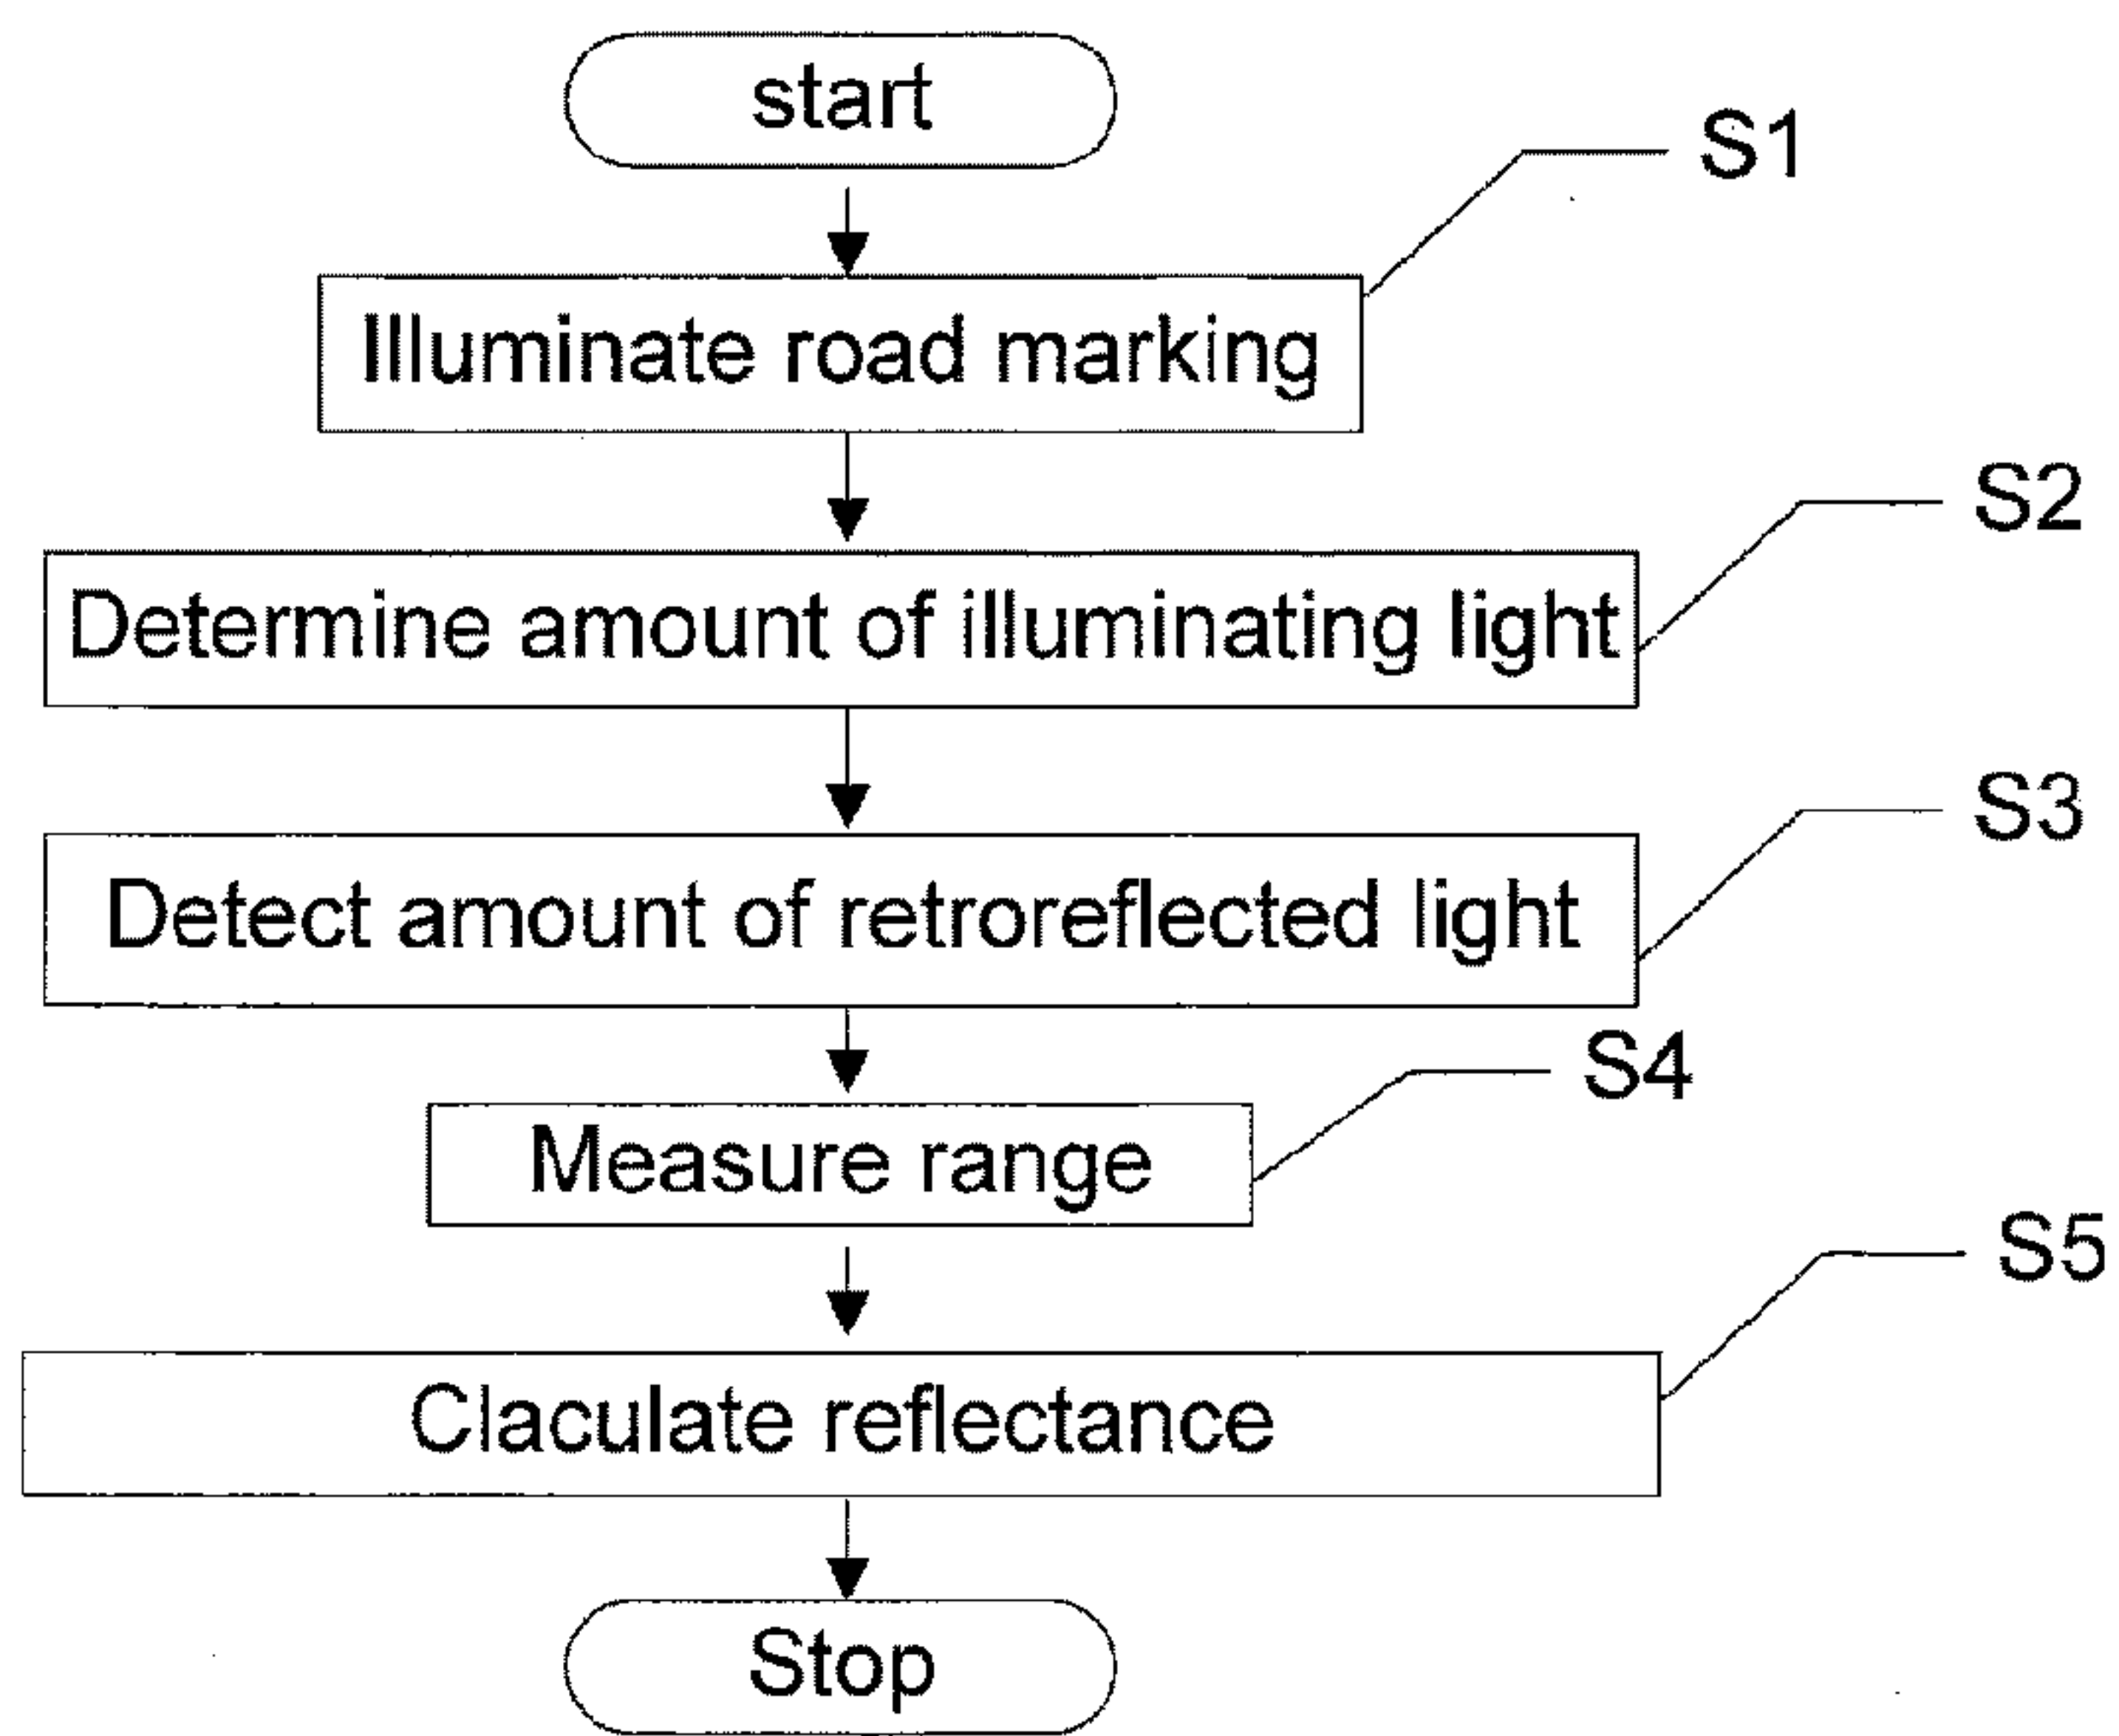 start
S1
Illuminate road marking
S2
Determine amount of illuminating light
S3
Detect amount of retroreflected light
S4
Measure range
S5
Claculate reflectance
Stop